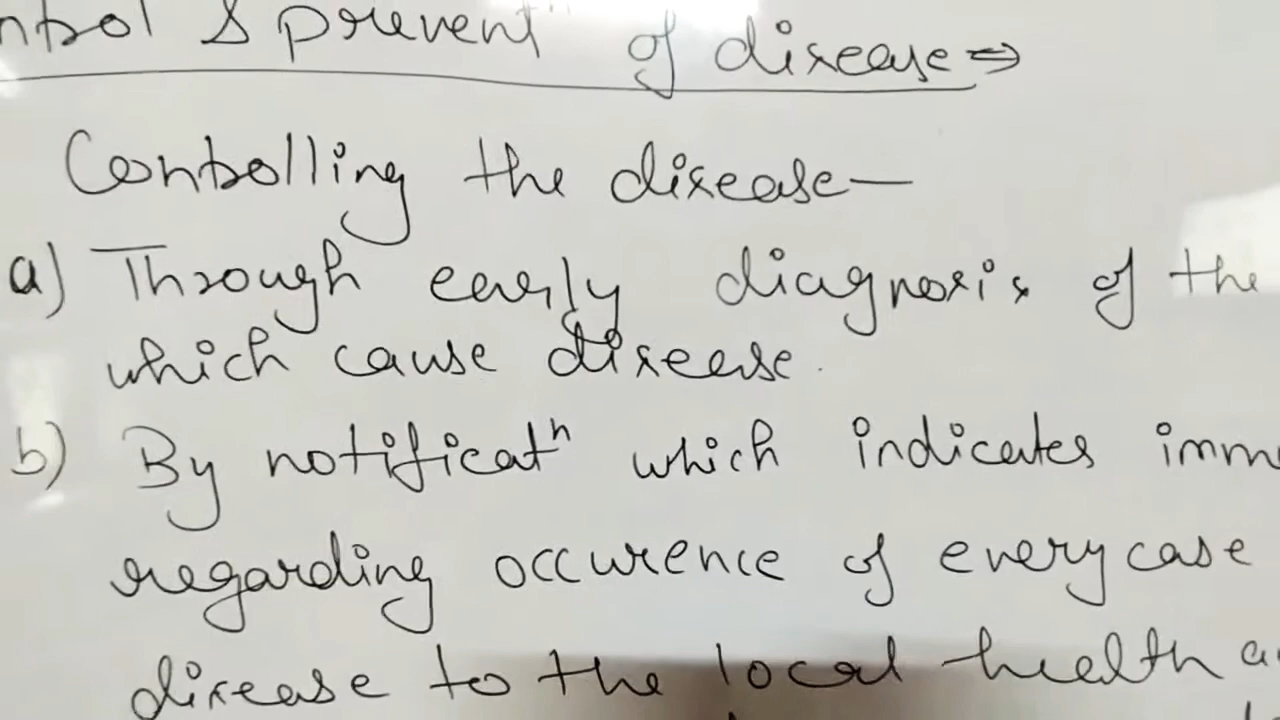 ntrol & prevent" of disease ⇒
Controlling the disease —
a) Through early diagnosis of the
which cause disease.
b) By notificatⁿ which indicates imm
regarding occurence of every case
disease to the local health a